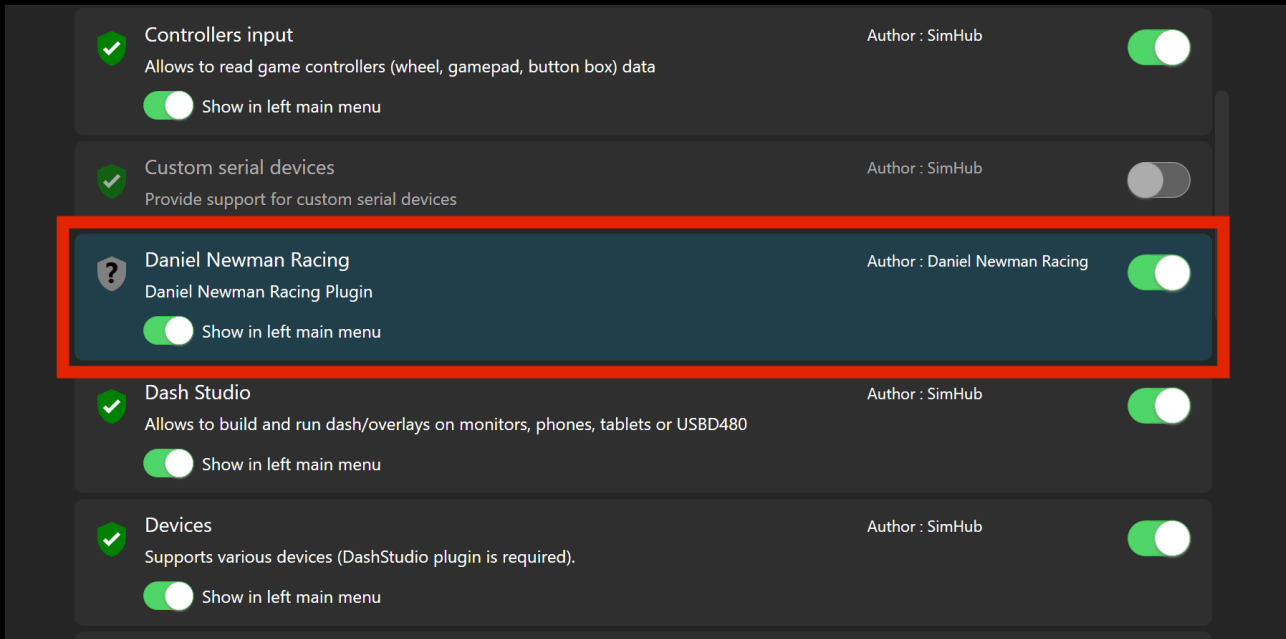 Controllers input
Author : SimHub
Allows to read game controllers (wheel, gamepad, button box) data
Show in left main menu
Custom serial devices
Author : SimHub
Provide support for custom serial devices
Daniel Newman Racing
Author : Daniel Newman Racing
Daniel Newman Racing Plugin
Show in left main menu
Dash Studio
Author : SimHub
Allows to build and run dash/overlays on monitors, phones, tablets or USBD480
Show in left main menu
Devices
Author : SimHub
Supports various devices (DashStudio plugin is required).
Show in left main menu